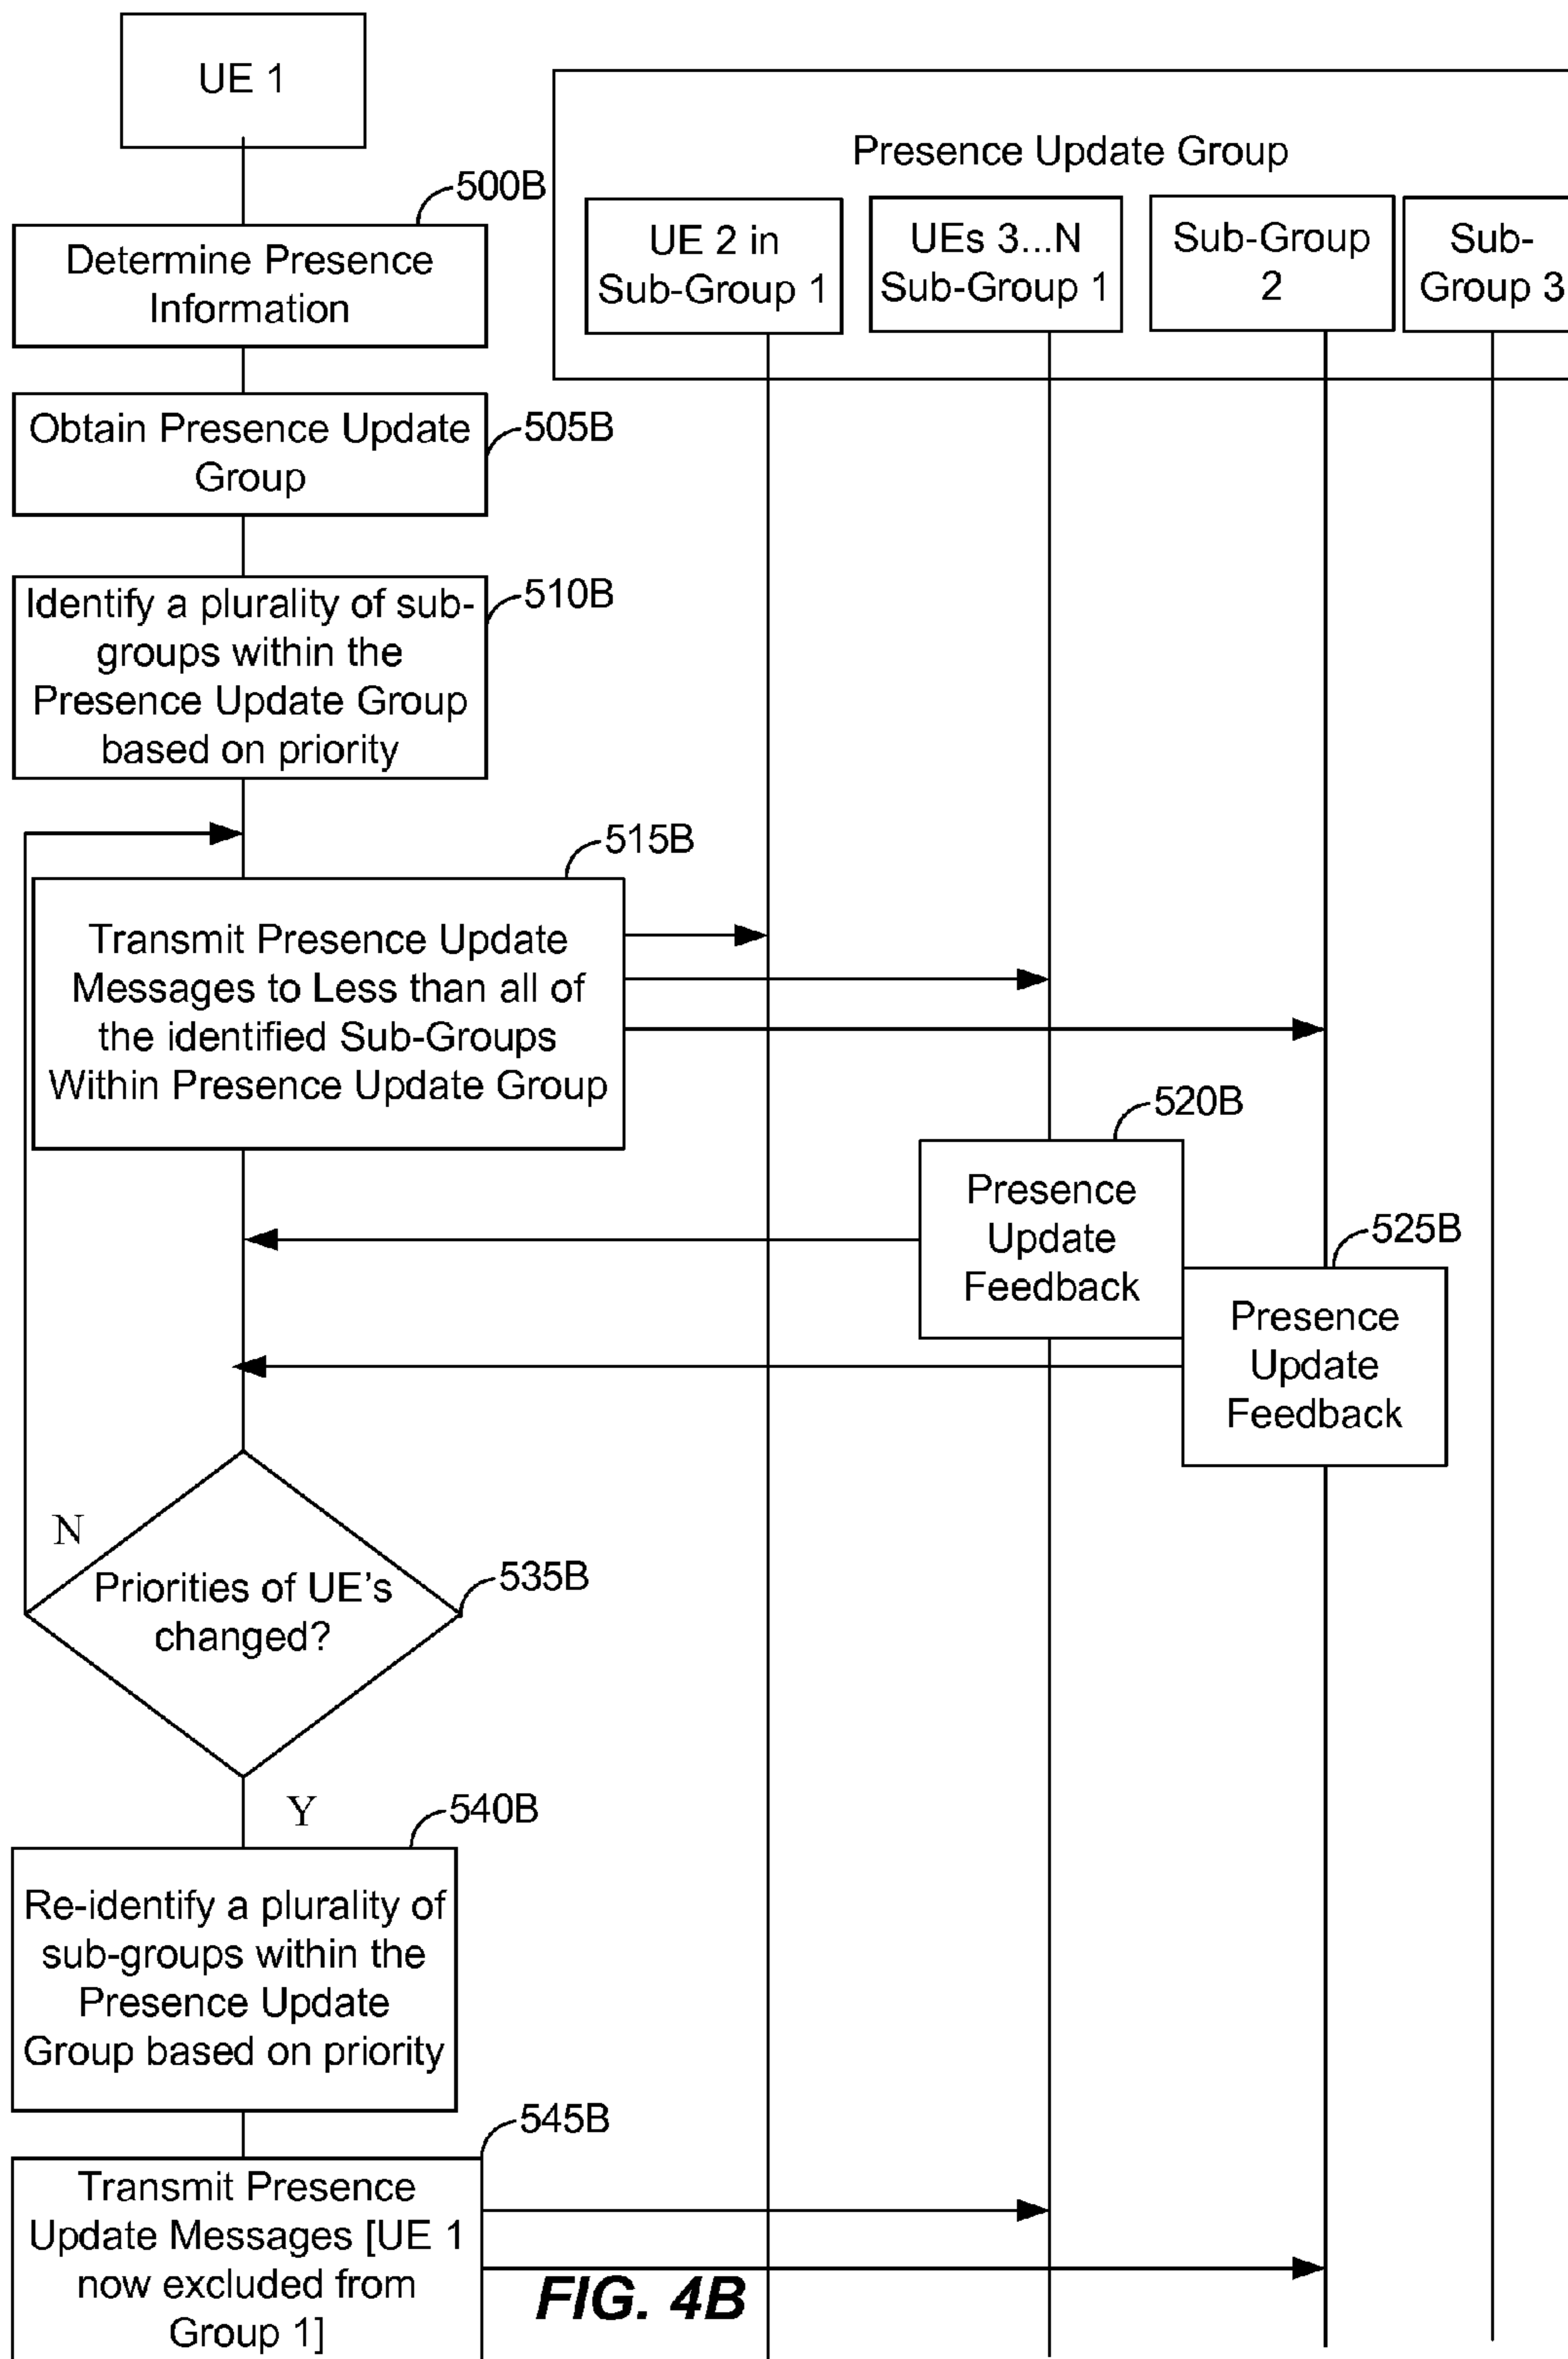 UE 1
Presence Update Group
UE 2 in
Sub-Group 1
UEs 3...N
Sub-Group 1
Sub-Group
2
Sub-
Group 3
500B
Determine Presence
Information
505B
Obtain Presence Update
Group
510B
Identify a plurality of sub-
groups within the
Presence Update Group
based on priority
515B
Transmit Presence Update
Messages to Less than all of
the identified Sub-Groups
Within Presence Update Group
520B
Presence
Update
Feedback
525B
Presence
Update
Feedback
N
Priorities of UE's
changed?
535B
Y
540B
Re-identify a plurality of
sub-groups within the
Presence Update
Group based on priority
545B
Transmit Presence
Update Messages [UE 1
now excluded from
Group 1]
FIG. 4B